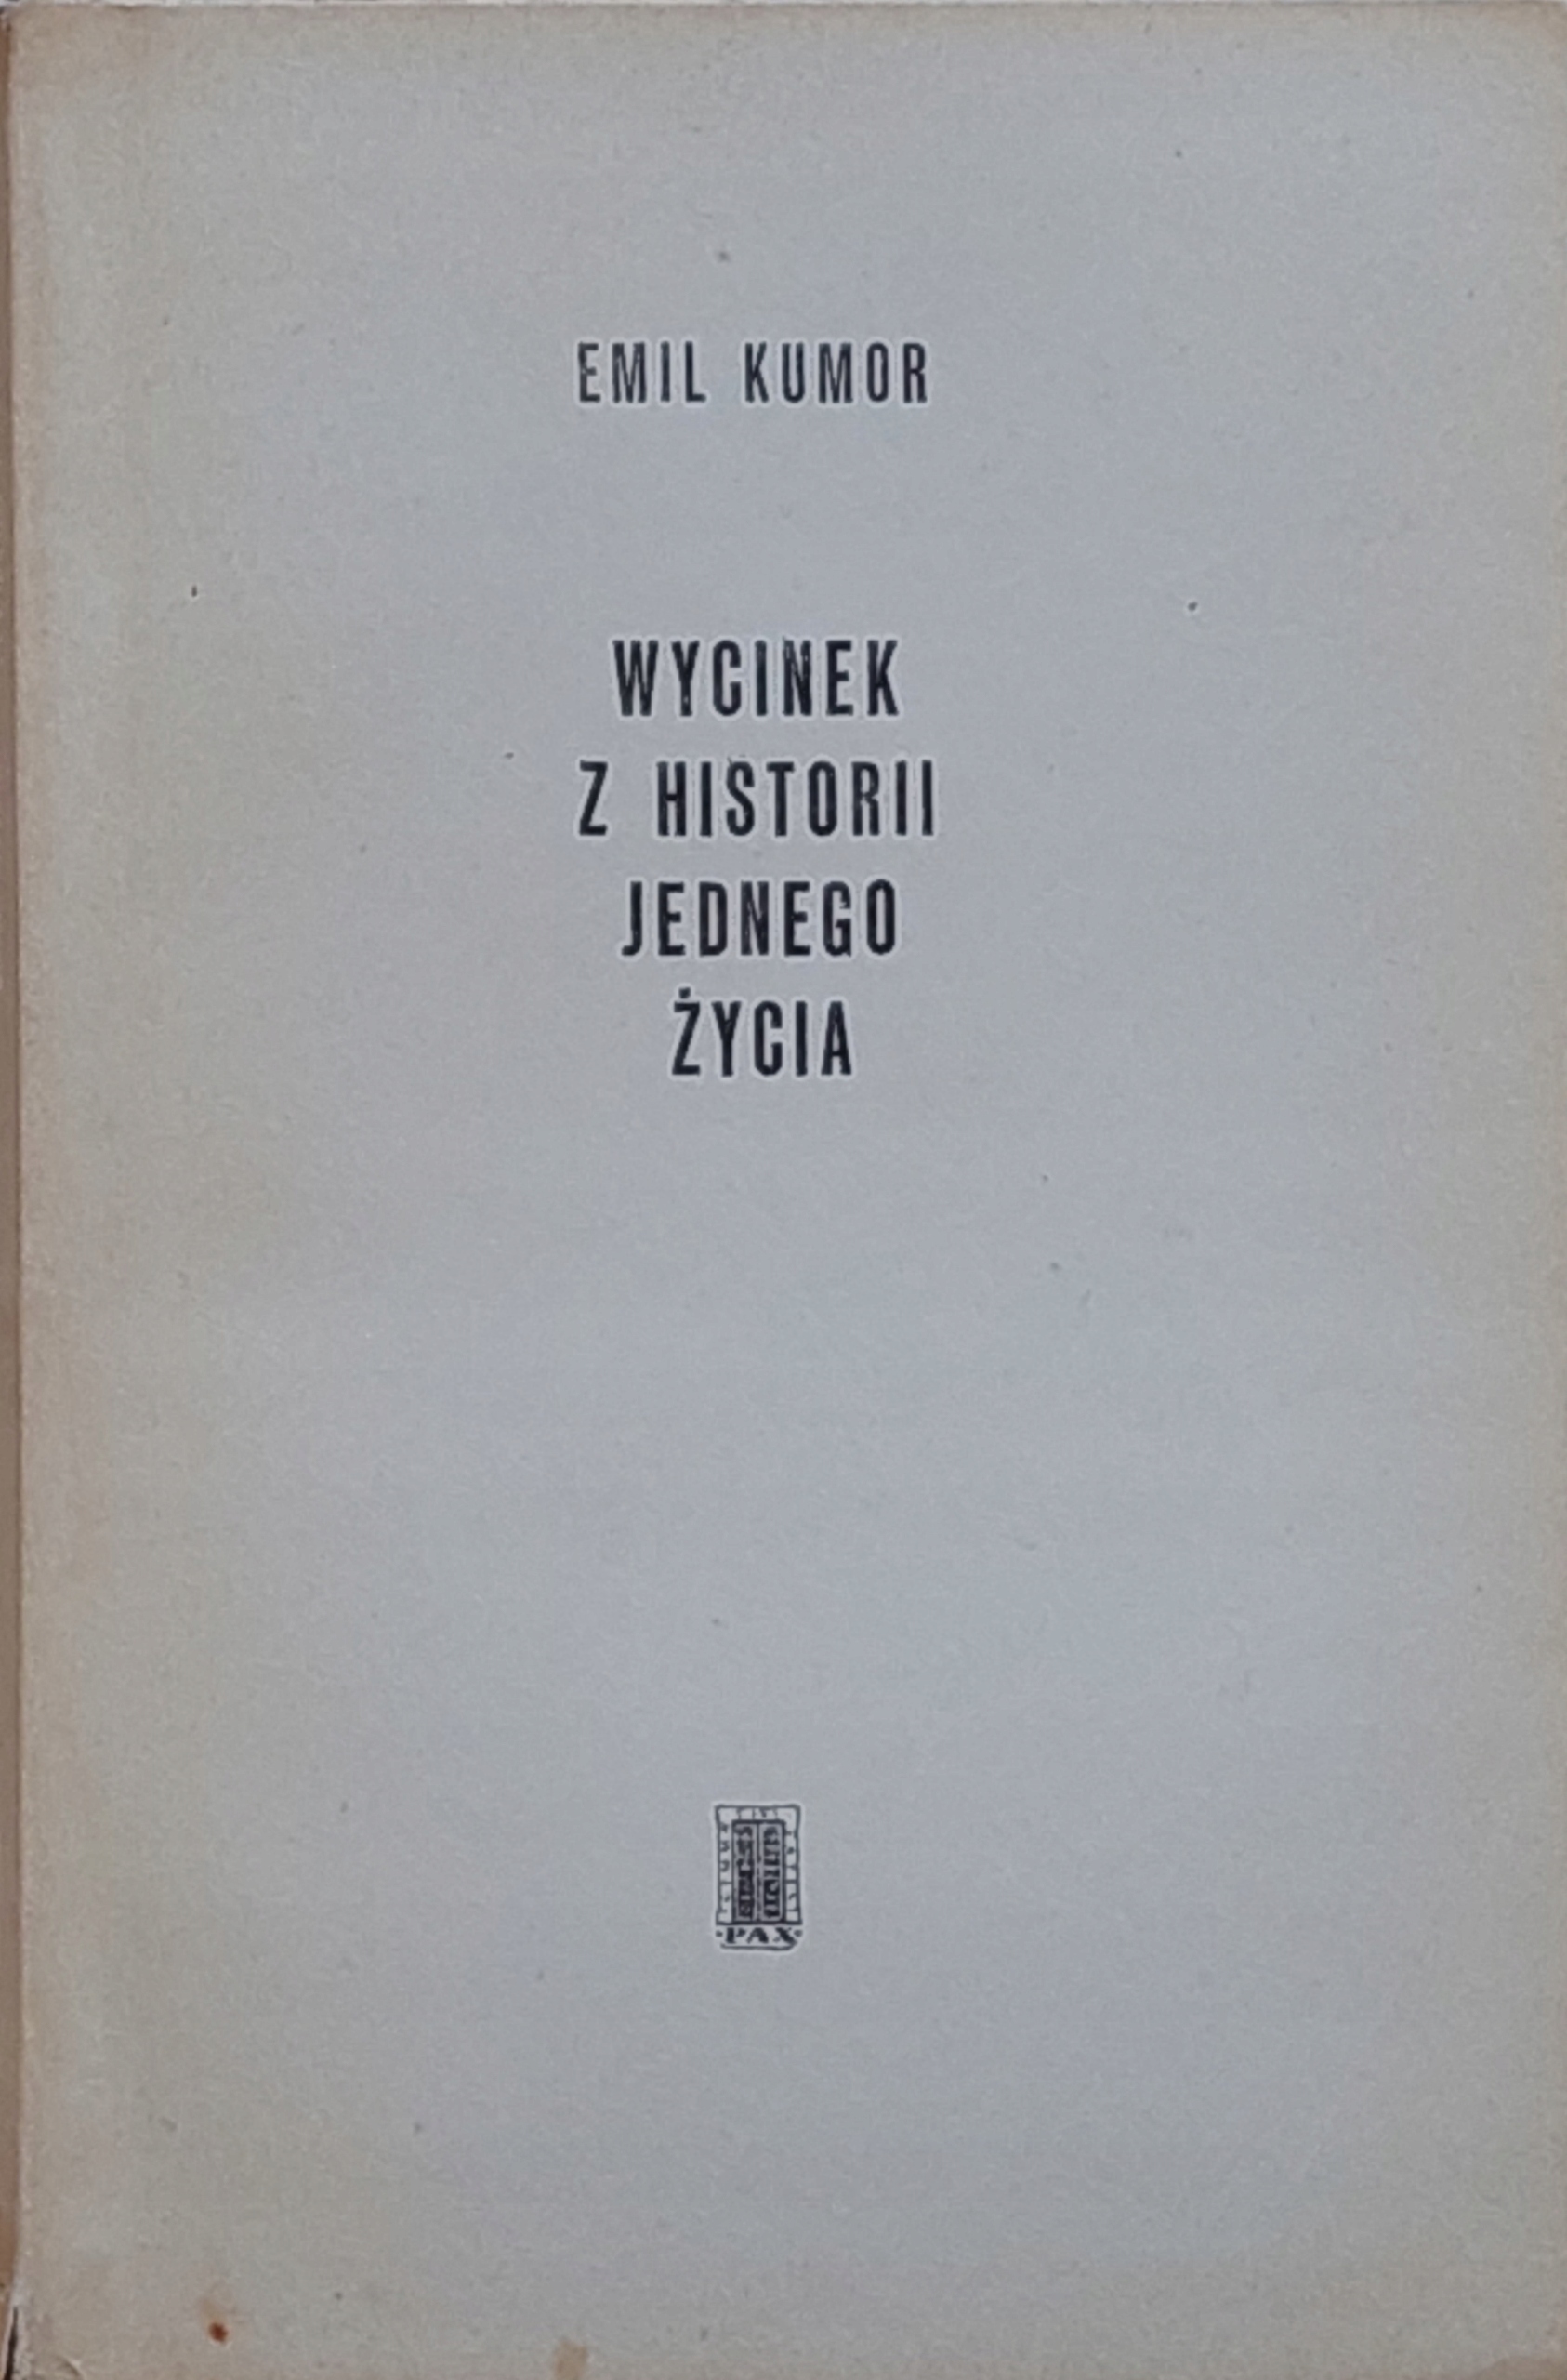 EMIL KUMOR
WYCINEK
Z HISTORII
JEDNEGO
ŻYCIA
PAX